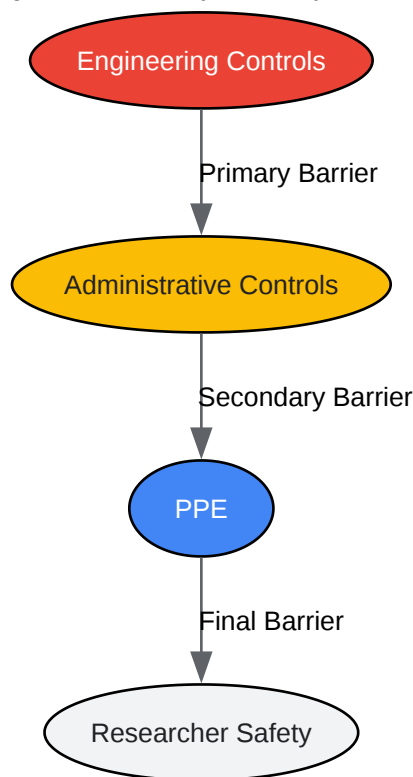 Engineering Controls
Primary Barrier
Administrative Controls
Secondary Barrier
PPE
Final Barrier
Researcher Safety